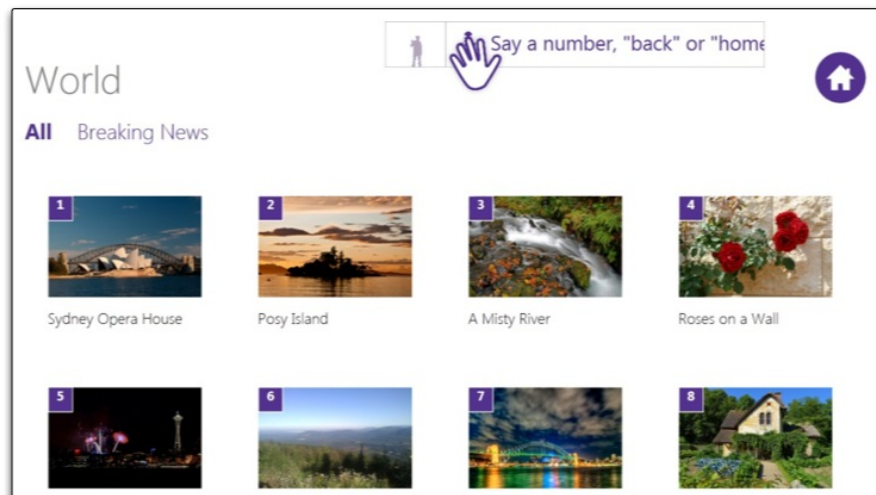 Say a number, "back" or "home
World
All Breaking News
1
2
3
4
Sydney Opera House
Posy Island
A Misty River
Roses on a Wall
5
6
7
8